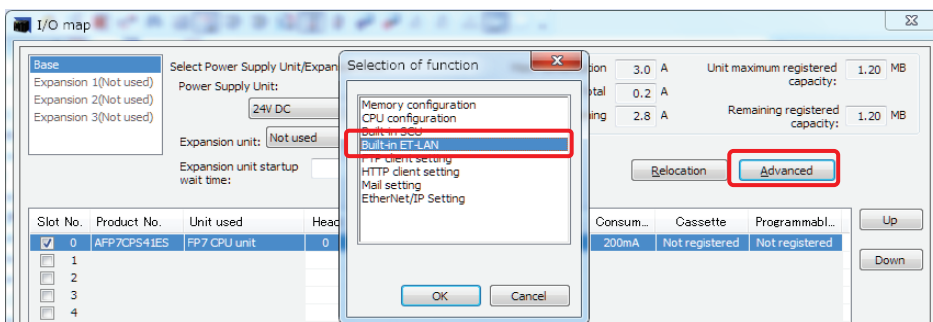 I/O map
Base
Expansion 1(Not used)
Expansion 2(Not used)
Expansion 3(Not used)
Select Power Supply Unit/Expan
Power Supply Unit:
24V DC
Expansion unit: Not used
Expansion unit startup
wait time:
Selection of function
Memory configuration
CPU configuration
Built-in SCU
Built-in ET-LAN
FTP client setting
HTTP client setting
Mail setting
EtherNet/IP Setting
OK Cancel
tion 3.0 A
otal 0.2 A
ing 2.8 A
Unit maximum registered
capacity: 1.20 MB
Remaining registered
capacity: 1.20 MB
Relocation Advanced
Slot No. Product No. Unit used Head Consum... Cassette Programmabl...
0 AFP7CPS41ES FP7 CPU unit 0 200mA Not registered Not registered
1
2
3
4
Up
Down